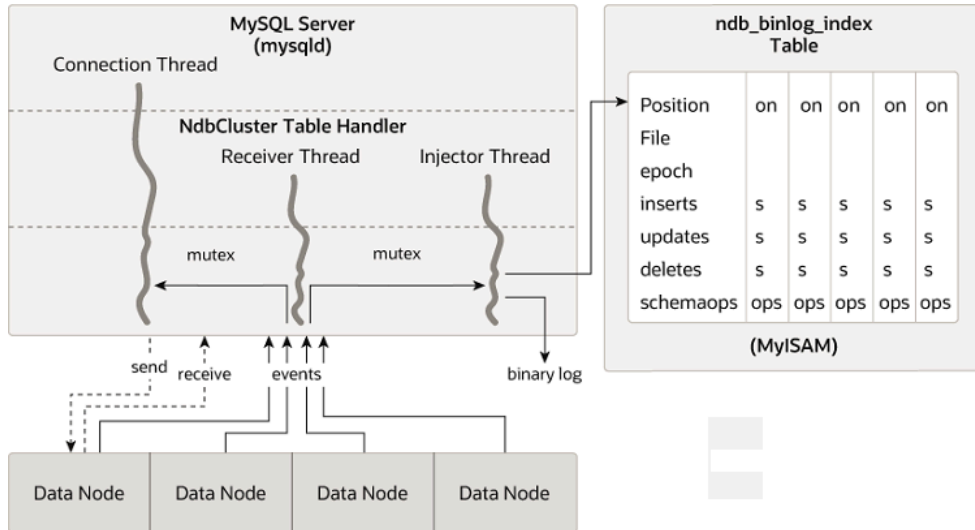 MySQL Server
(mysqld)
Connection Thread
NdbCluster Table Handler
Receiver Thread
Injector Thread
mutex
mutex
send
receive
events
binary log
Data Node
Data Node
Data Node
Data Node
ndb_binlog_index
Table
Position on on on on on
File
epoch
inserts s s s s s
updates s s s s s
deletes s s s s s
schemaops ops ops ops ops ops
(MyISAM)